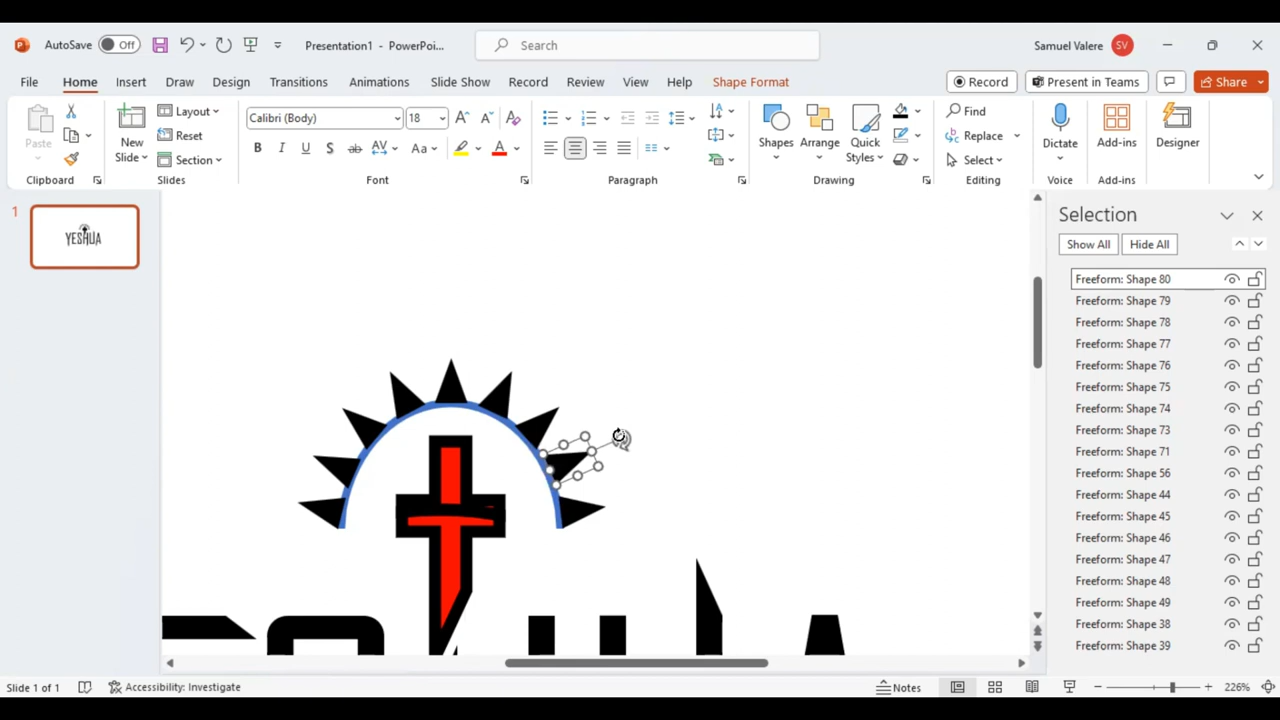 AutoSave Off Presentation1 - PowerPoi... Search Samuel Valere SV
File Home Insert Draw Design Transitions Animations Slide Show Record Review View Help Shape Format Record Present in Teams Share
Paste New Slide Layout Reset Section Calibri (Body) 18 Shapes Arrange Quick Styles Find Replace Select Dictate Add-ins Designer
Clipboard Slides Font Paragraph Drawing Editing Voice Add-ins
1
YESHUA
Selection
Show All Hide All
Freeform: Shape 80
Freeform: Shape 79
Freeform: Shape 78
Freeform: Shape 77
Freeform: Shape 76
Freeform: Shape 75
Freeform: Shape 74
Freeform: Shape 73
Freeform: Shape 71
Freeform: Shape 56
Freeform: Shape 44
Freeform: Shape 45
Freeform: Shape 46
Freeform: Shape 47
Freeform: Shape 48
Freeform: Shape 49
Freeform: Shape 38
Freeform: Shape 39
Slide 1 of 1 Accessibility: Investigate Notes 226%